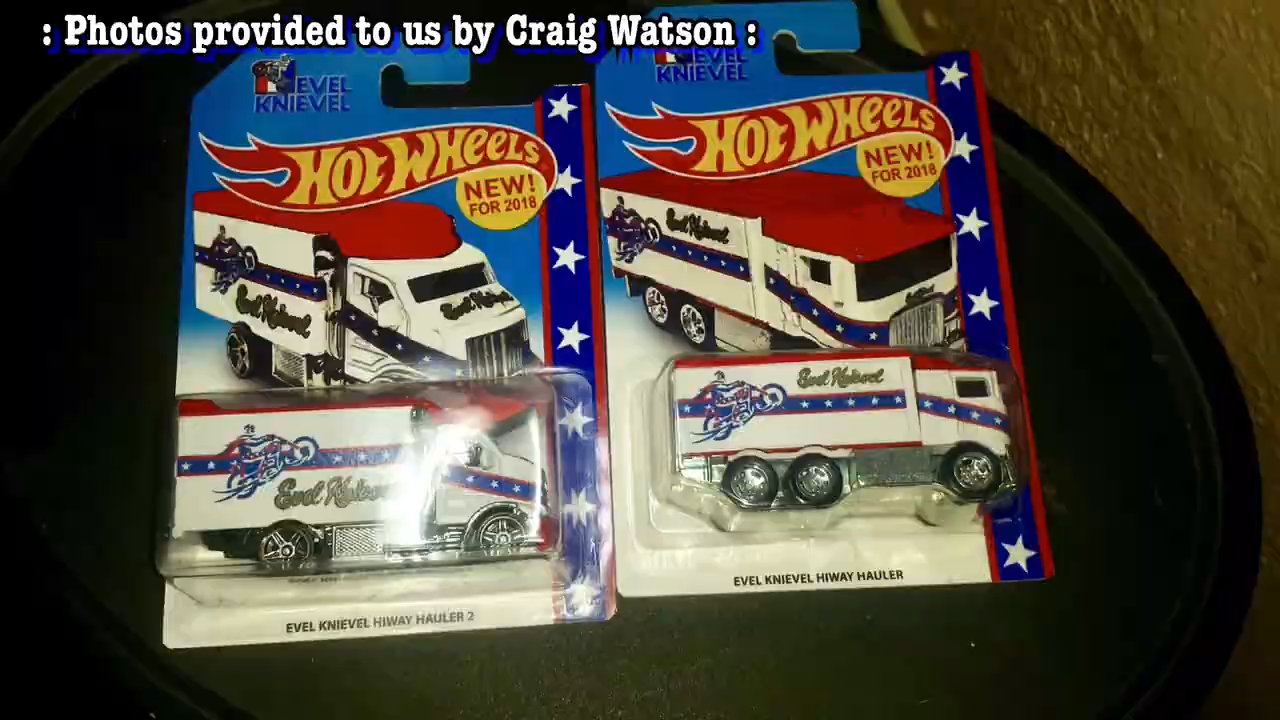 : Photos provided to us by Craig Watson :
EVEL
KNIEVEL
HOT WHEELS
NEW!
FOR 2018
Evel Knievel
Evel Knievel
Evel Knievel
EVEL KNIEVEL HIWAY HAULER 2
EVEL
KNIEVEL
HOT WHEELS
NEW!
FOR 2018
Evel Knievel
Evel Knievel
EVEL KNIEVEL HIWAY HAULER